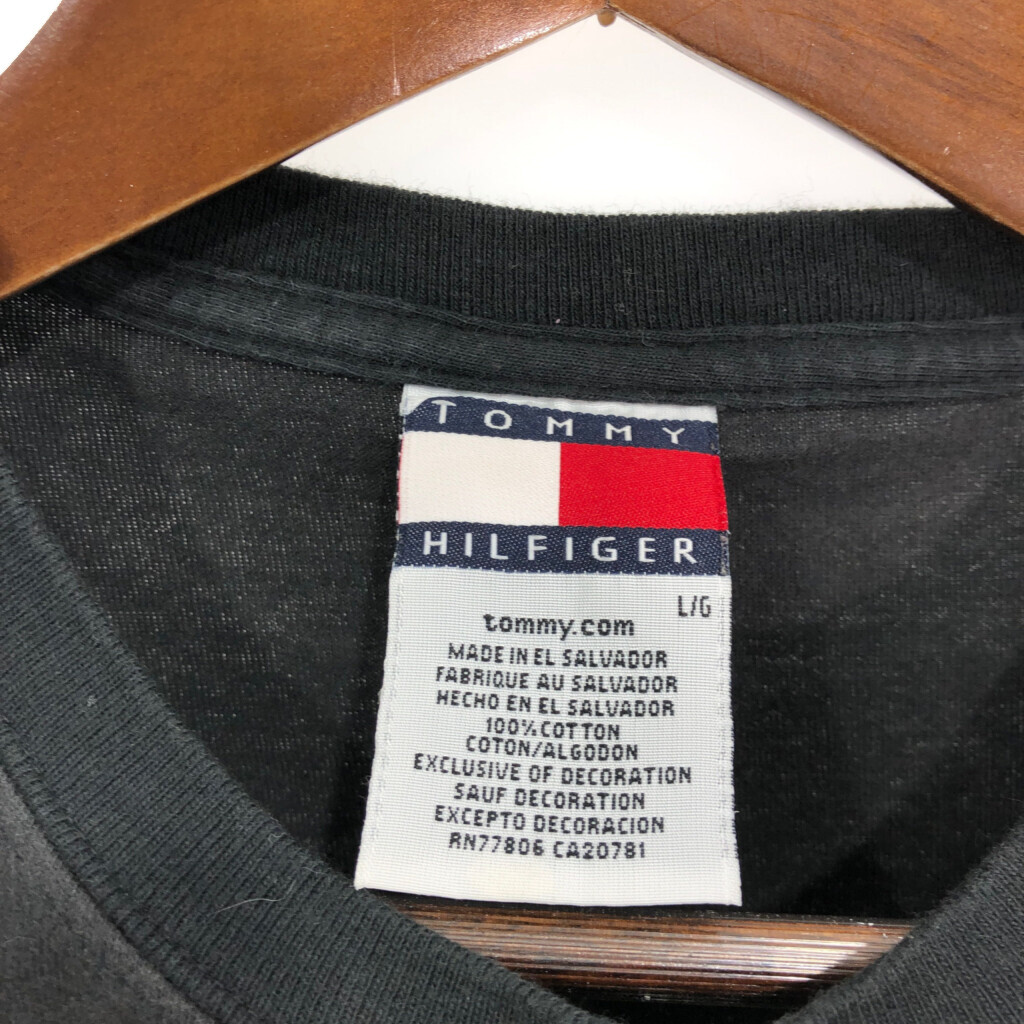 TOMMY
HILFIGER
L/G
tommy.com
MADE IN EL SALVADOR
FABRIQUE AU SALVADOR
HECHO EN EL SALVADOR
100% COTTON
COTON/ALGODON
EXCLUSIVE OF DECORATION
SAUF DECORATION
EXCEPTO DECORACION
RN77806 CA20781